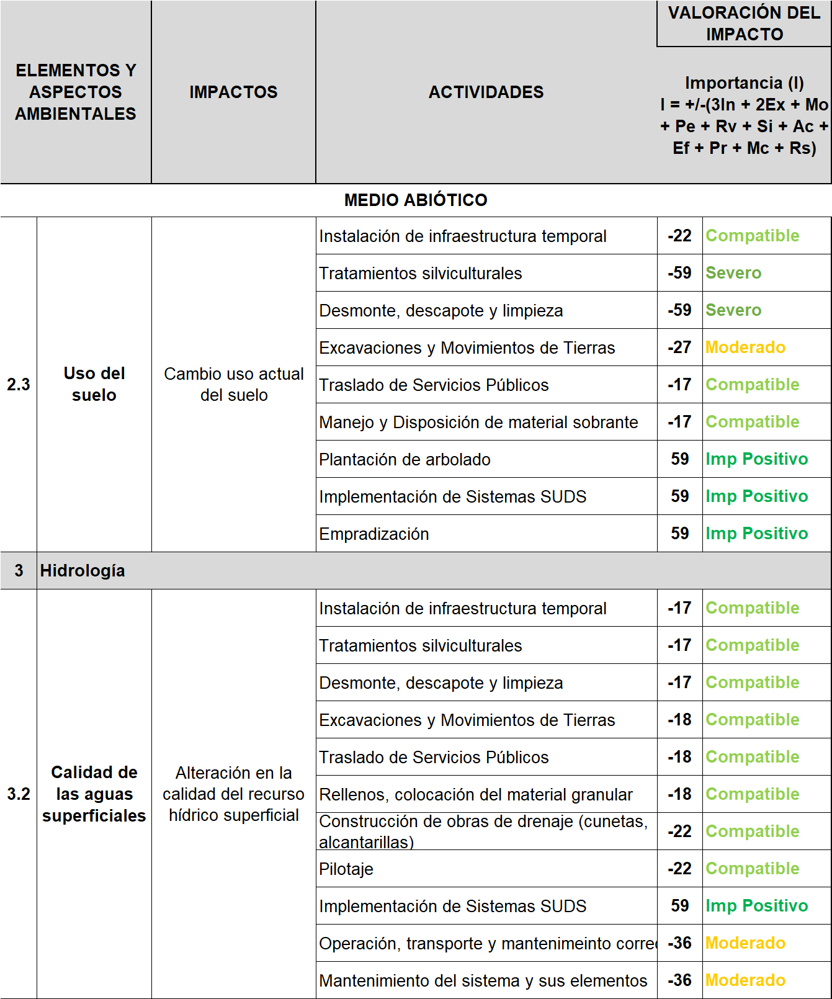 VALORACIÓN DEL
IMPACTO
ELEMENTOS Y
ASPECTOS
AMBIENTALES
IMPACTOS
ACTIVIDADES
Importancia (I)
I = +/-(3In + 2Ex + Mo
+ Pe + Rv + Si + Ac +
Ef + Pr + Mc + Rs)
MEDIO ABIÓTICO
2.3
Uso del
suelo
Cambio uso actual
del suelo
Instalación de infraestructura temporal -22 Compatible
Tratamientos silviculturales -59 Severo
Desmonte, descapote y limpieza -59 Severo
Excavaciones y Movimientos de Tierras -27 Moderado
Traslado de Servicios Públicos -17 Compatible
Manejo y Disposición de material sobrante -17 Compatible
Plantación de arbolado 59 Imp Positivo
Implementación de Sistemas SUDS 59 Imp Positivo
Empradización 59 Imp Positivo
3 Hidrología
3.2
Calidad de
las aguas
superficiales
Alteración en la
calidad del recurso
hídrico superficial
Instalación de infraestructura temporal -17 Compatible
Tratamientos silviculturales -17 Compatible
Desmonte, descapote y limpieza -17 Compatible
Excavaciones y Movimientos de Tierras -18 Compatible
Traslado de Servicios Públicos -18 Compatible
Rellenos, colocación del material granular -18 Compatible
Construcción de obras de drenaje (cunetas,
alcantarillas) -22 Compatible
Pilotaje -22 Compatible
Implementación de Sistemas SUDS 59 Imp Positivo
Operación, transporte y mantenimeinto correc -36 Moderado
Mantenimiento del sistema y sus elementos -36 Moderado